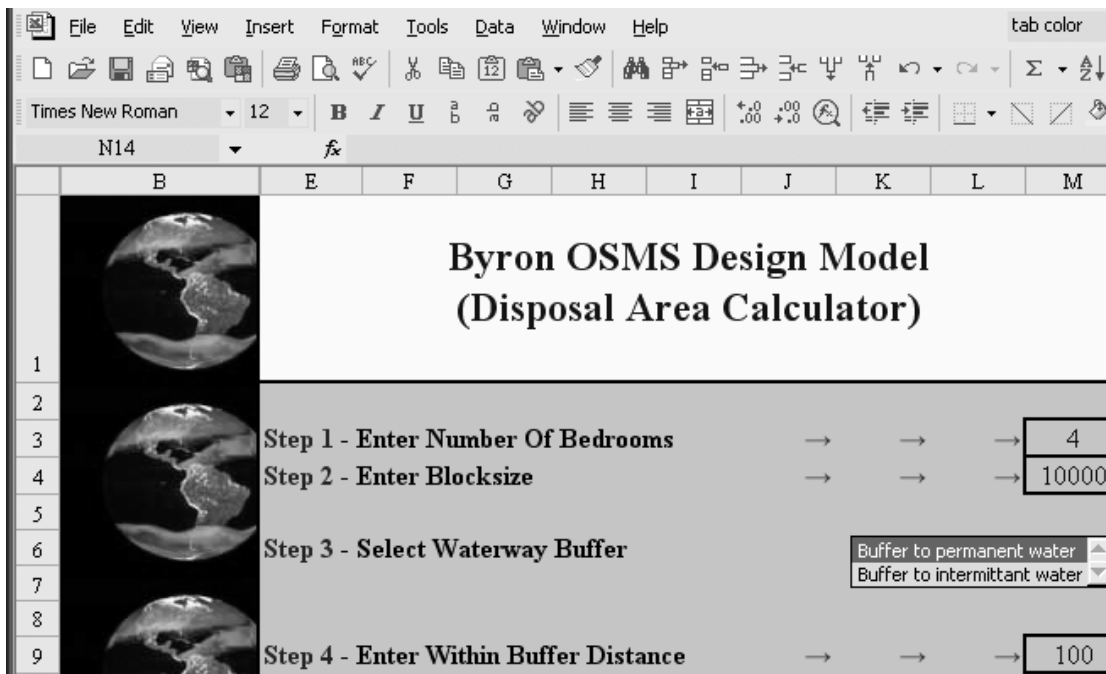 File Edit View Insert Format Tools Data Window Help tab color
ABC 12
Times New Roman 12 B I U
N14 fx
B E F G H I J K L M
1 Byron OSMS Design Model
(Disposal Area Calculator)
2
3 Step 1 - Enter Number Of Bedrooms → → → 4
4 Step 2 - Enter Blocksize → → → 10000
5
6 Step 3 - Select Waterway Buffer Buffer to permanent water
7 Buffer to intermittant water
8
9 Step 4 - Enter Within Buffer Distance → → → 100